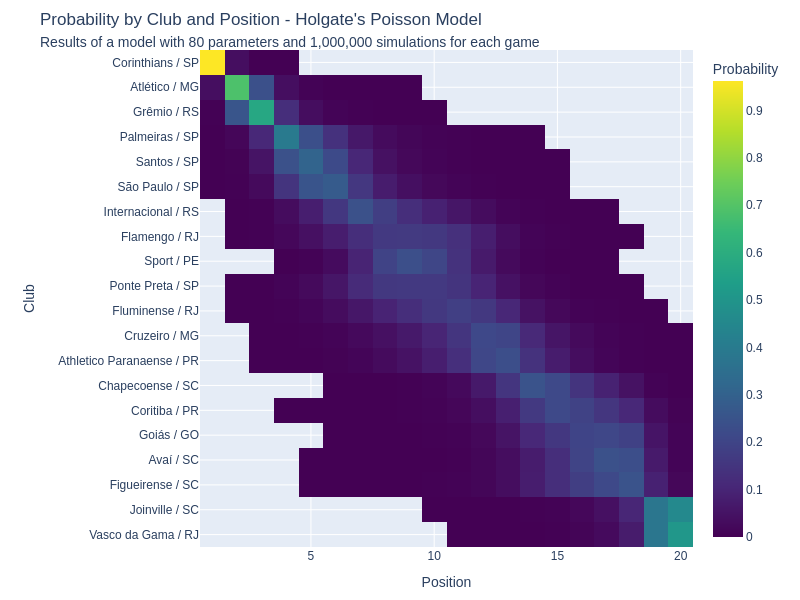 Probability by Club and Position - Holgate's Poisson Model
Results of a model with 80 parameters and 1,000,000 simulations for each game
Probability
Corinthians / SP
Atlético / MG
Grêmio / RS
Palmeiras / SP
Santos / SP
São Paulo / SP
Internacional / RS
Flamengo / RJ
Sport / PE
Ponte Preta / SP
Fluminense / RJ
Cruzeiro / MG
Athletico Paranaense / PR
Chapecoense / SC
Coritiba / PR
Goiás / GO
Avaí / SC
Figueirense / SC
Joinville / SC
Vasco da Gama / RJ
Club
5
10
15
20
Position
0.9
0.8
0.7
0.6
0.5
0.4
0.3
0.2
0.1
0